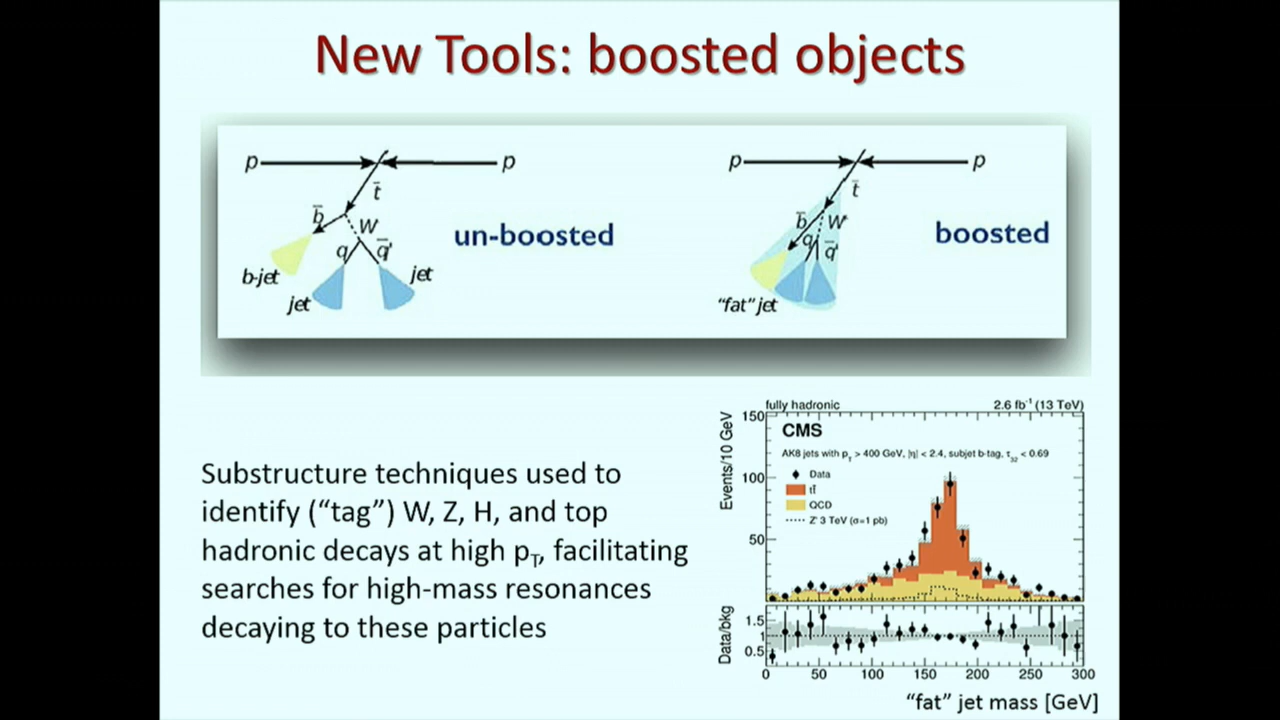 New Tools: boosted objects
p p
t̄
b̄
W
q q̄'
b-jet
jet
jet
un-boosted
p p
t̄
b̄
W
q
q̄'
"fat" jet
boosted
Substructure techniques used to
identify ("tag") W, Z, H, and top
hadronic decays at high pT, facilitating
searches for high-mass resonances
decaying to these particles
fully hadronic 2.6 fb⁻¹ (13 TeV)
CMS
AK8 jets with pT > 400 GeV, |η| < 2.4, subjet b-tag, τ32 < 0.69
Data
tt̄
QCD
Z' 3 TeV (σ=1 pb)
Events/10 GeV
150
100
50
Data/bkg
1.5
1
0.5
0 50 100 150 200 250 300
"fat" jet mass [GeV]